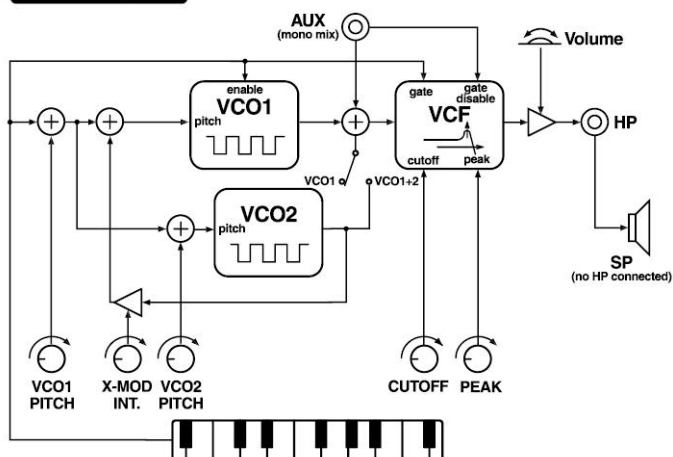 AUX
(mono mix)
Volume
enable
VCO1
pitch
gate
gate
disable
VCF
cutoff
peak
HP
VCO1
VCO1+2
VCO2
pitch
SP
(no HP connected)
VCO1
PITCH
X-MOD
INT.
VCO2
PITCH
CUTOFF
PEAK